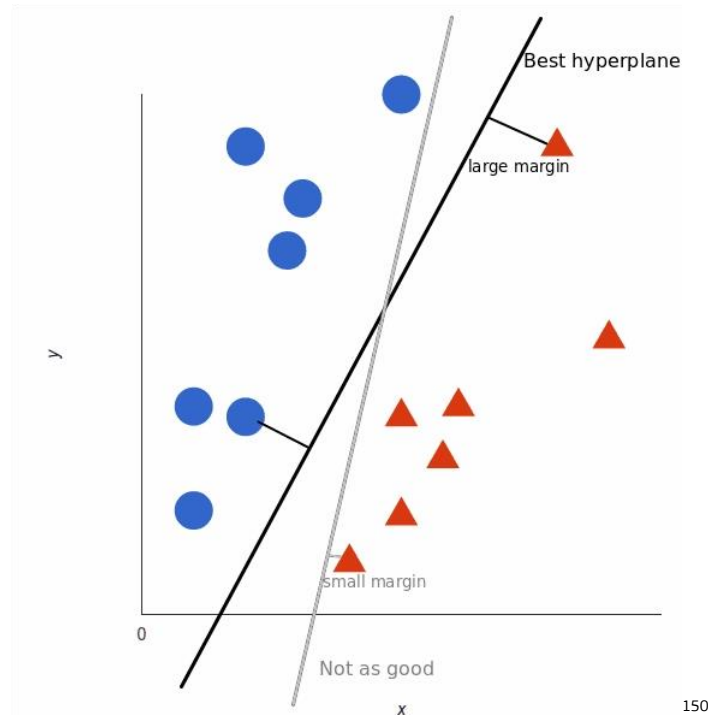 Best hyperplane
large margin
y
small margin
0
Not as good
x
150